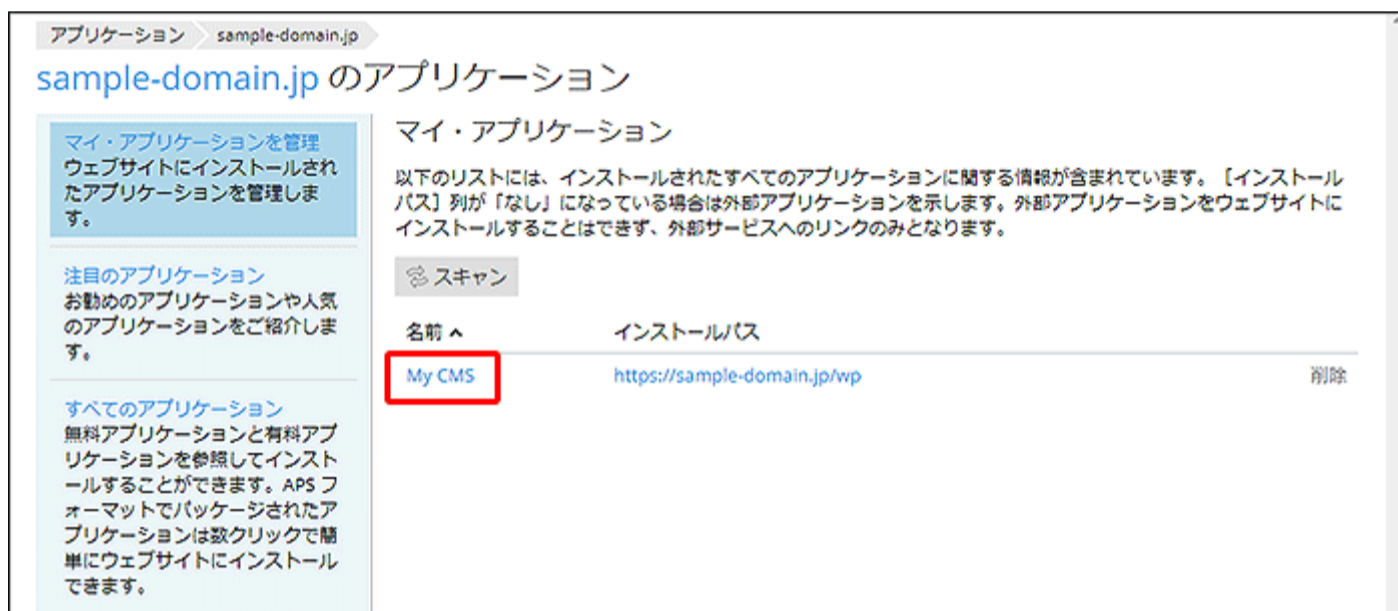 アプリケーション sample-domain.jp
sample-domain.jp のアプリケーション
マイ・アプリケーションを管理
ウェブサイトにインストールされ
たアプリケーションを管理しま
す。
注目のアプリケーション
お勧めのアプリケーションや人気
のアプリケーションをご紹介しま
す。
すべてのアプリケーション
無料アプリケーションと有料アプ
リケーションを参照してインスト
ールすることができます。APS フ
ォーマットでパッケージされたア
プリケーションは数クリックで簡
単にウェブサイトにインストール
できます。
マイ・アプリケーション
以下のリストには、インストールされたすべてのアプリケーションに関する情報が含まれています。［インストール
パス］列が「なし」になっている場合は外部アプリケーションを示します。外部アプリケーションをウェブサイトに
インストールすることはできず、外部サービスへのリンクのみとなります。
スキャン
名前 インストールパス
My CMS https://sample-domain.jp/wp 削除